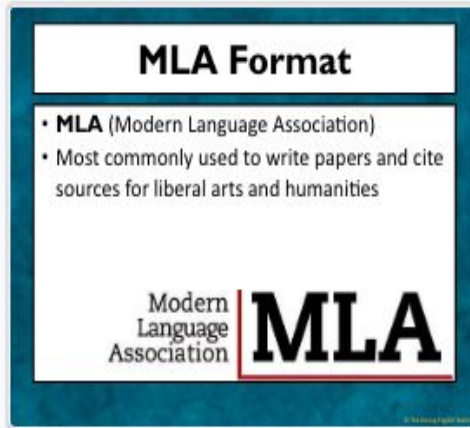 MLA Format
• MLA (Modern Language Association)
• Most commonly used to write papers and cite
sources for liberal arts and humanities
Modern
Language
Association
MLA